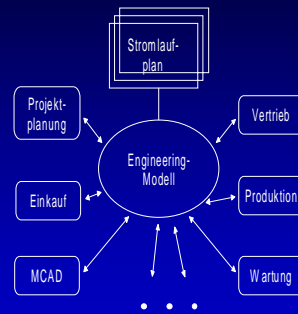 Stromlauf-
plan
Projekt-
planung
Vertrieb
Engineering-
Modell
Einkauf
Produktion
MCAD
Wartung